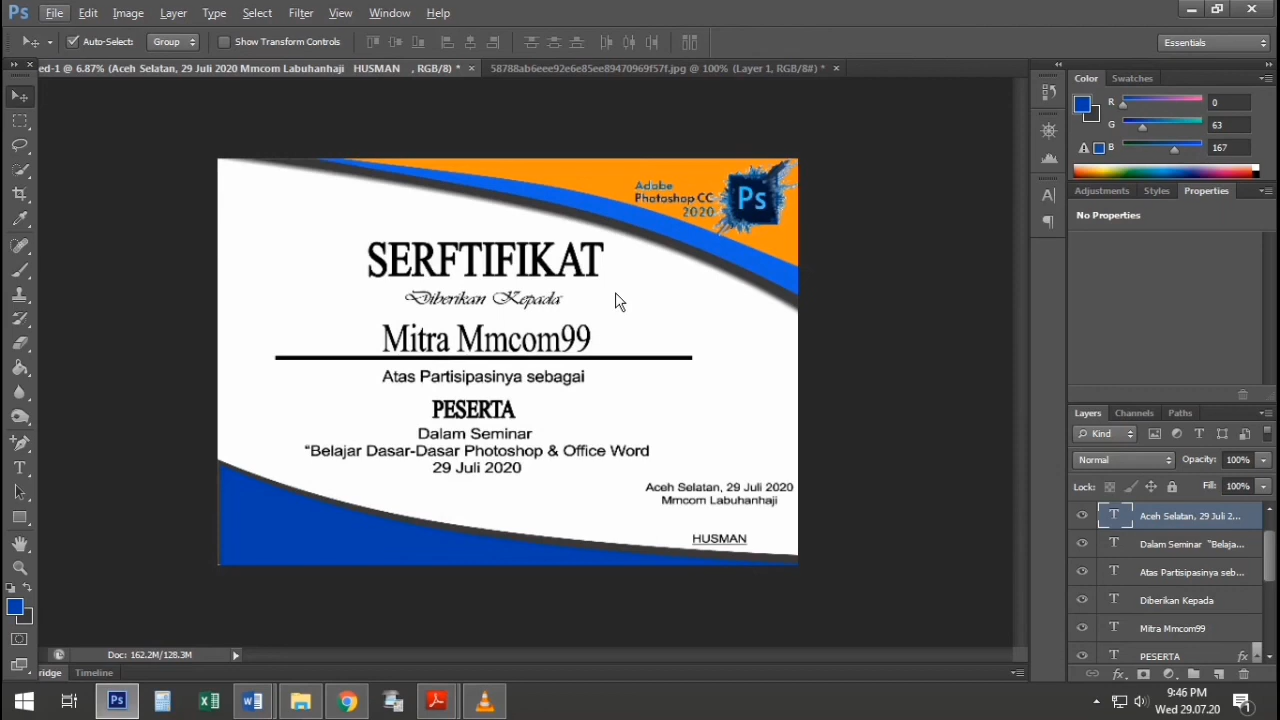 Ps File Edit Image Layer Type Select Filter View Window Help
Auto-Select: Group Show Transform Controls Essentials
ed-1 @ 6.87% (Aceh Selatan, 29 Juli 2020 Mmcom Labuhanhaji HUSMAN , RGB/8) * × 58788ab6eee92e6e85ee89470969f57f.jpg @ 100% (Layer 1, RGB/8#) * ×
Color Swatches
R 0
G 63
B 167
Adjustments Styles Properties
No Properties
Adobe
Photoshop CC
2020
Ps
SERFTIFIKAT
Diberikan Kepada
Mitra Mmcom99
Atas Partisipasinya sebagai
PESERTA
Dalam Seminar
"Belajar Dasar-Dasar Photoshop & Office Word
29 Juli 2020
Aceh Selatan, 29 Juli 2020
Mmcom Labuhanhaji
HUSMAN
Layers Channels Paths
Kind
Normal Opacity: 100%
Lock: Fill: 100%
T Aceh Selatan, 29 Juli 2...
T Dalam Seminar "Belaja...
T Atas Partisipasinya seb...
T Diberikan Kepada
T Mitra Mmcom99
T PESERTA fx
Doc: 162.2M/128.3M
ridge Timeline
9:46 PM
Wed 29.07.20
1